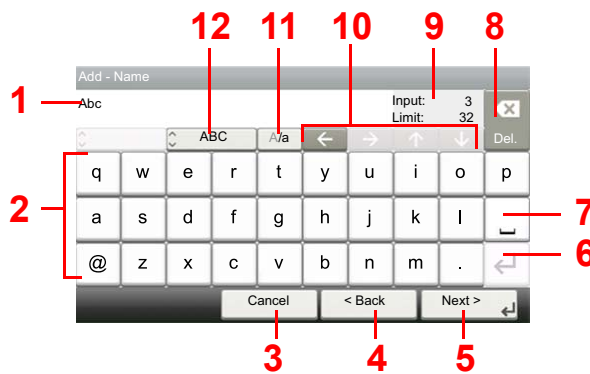 12 11 10 9 8
Add - Name
1 Abc Input: 3
Limit: 32
ABC A/a ← → ↑ ↓ Del.
2 q w e r t y u i o p
a s d f g h j k l 7
@ z x c v b n m . 6
Cancel < Back Next >
3 4 5